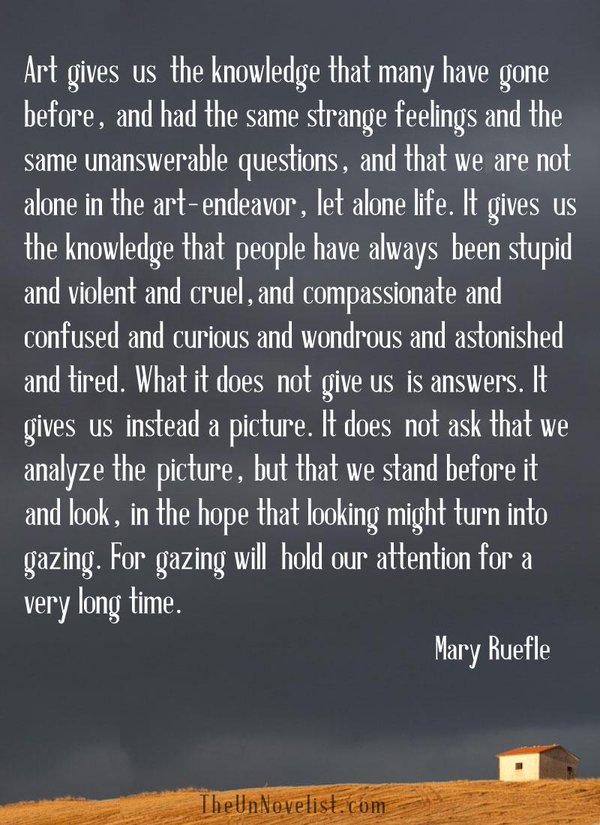 Art gives us the knowledge that many have gone
before, and had the same strange feelings and the
same unanswerable questions, and that we are not
alone in the art-endeavor, let alone life. It gives us
the knowledge that people have always been stupid
and violent and cruel,and compassionate and
confused and curious and wondrous and astonished
and tired. What it does not give us is answers. It
gives us instead a picture. It does not ask that we
analyze the picture, but that we stand before it
and look, in the hope that looking might turn into
gazing. For gazing will hold our attention for a
very long time.
Mary Ruefle
TheUnNovelist.com